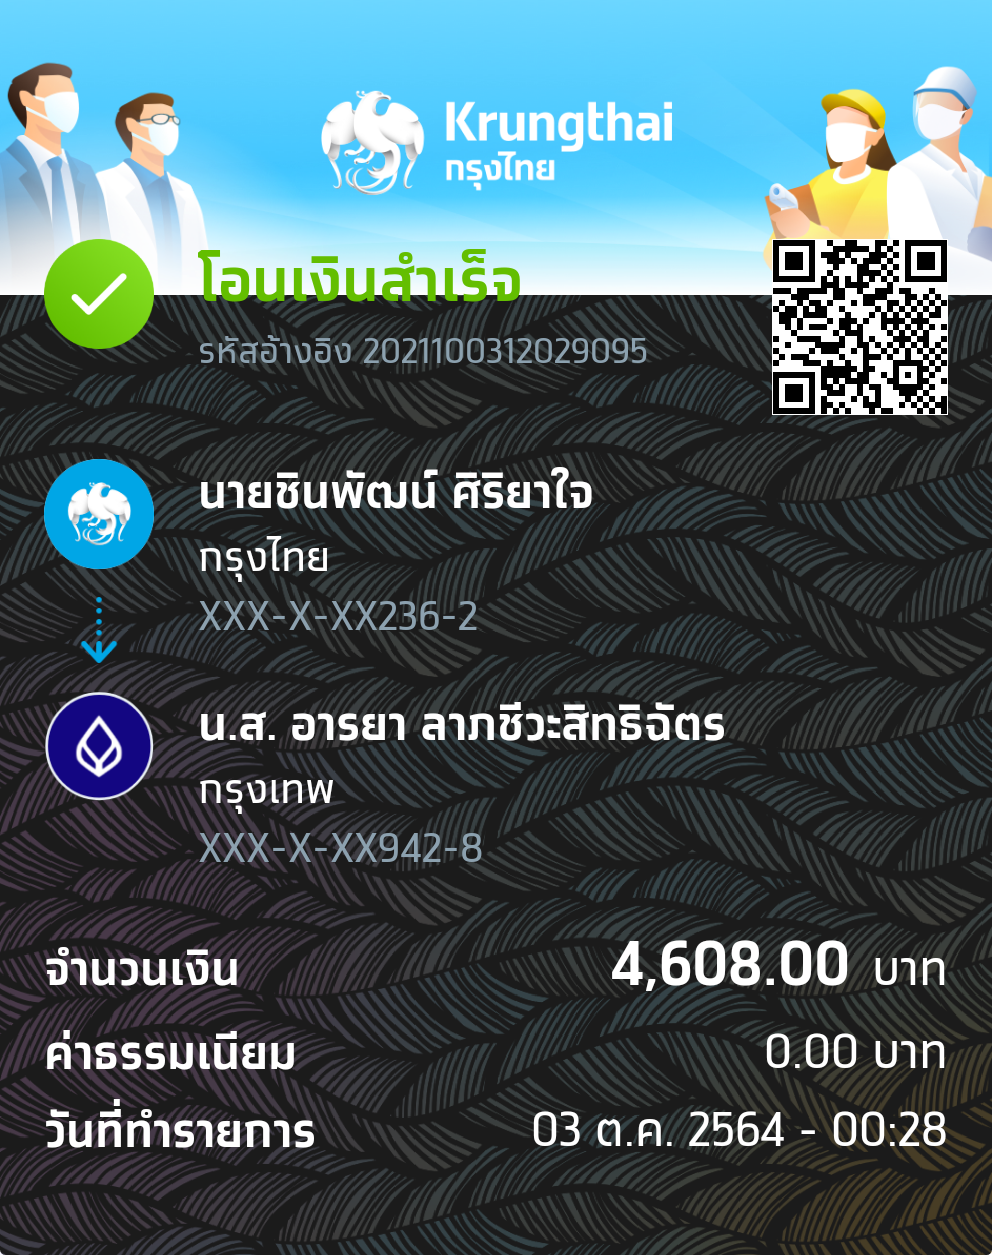 Krungthai
กรุงไทย
โอนเงินสำเร็จ
รหัสอ้างอิง 2021100312029095
นายชินพัฒน์ ศิริยาใจ
กรุงไทย
XXX-X-XX236-2
น.ส. อารยา ลาภชีวะสิทธิฉัตร
กรุงเทพ
XXX-X-XX942-8
จำนวนเงิน 4,608.00 บาท
ค่าธรรมเนียม 0.00 บาท
วันที่ทำรายการ 03 ต.ค. 2564 - 00:28